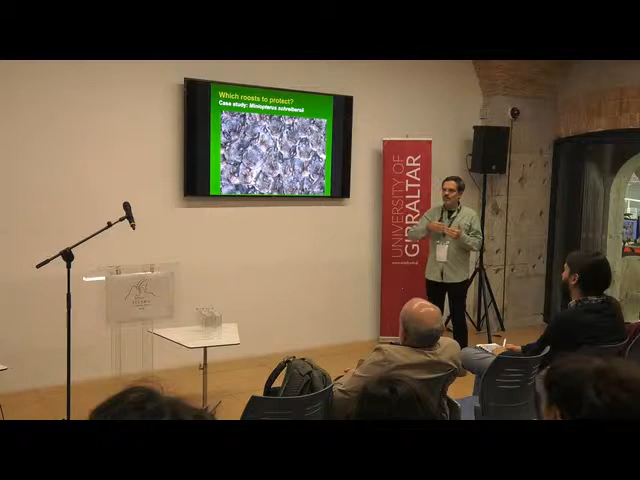 Which roosts to protect?
Case study: Miniopterus schreibersii
UNIVERSITY OF
GIBRALTAR